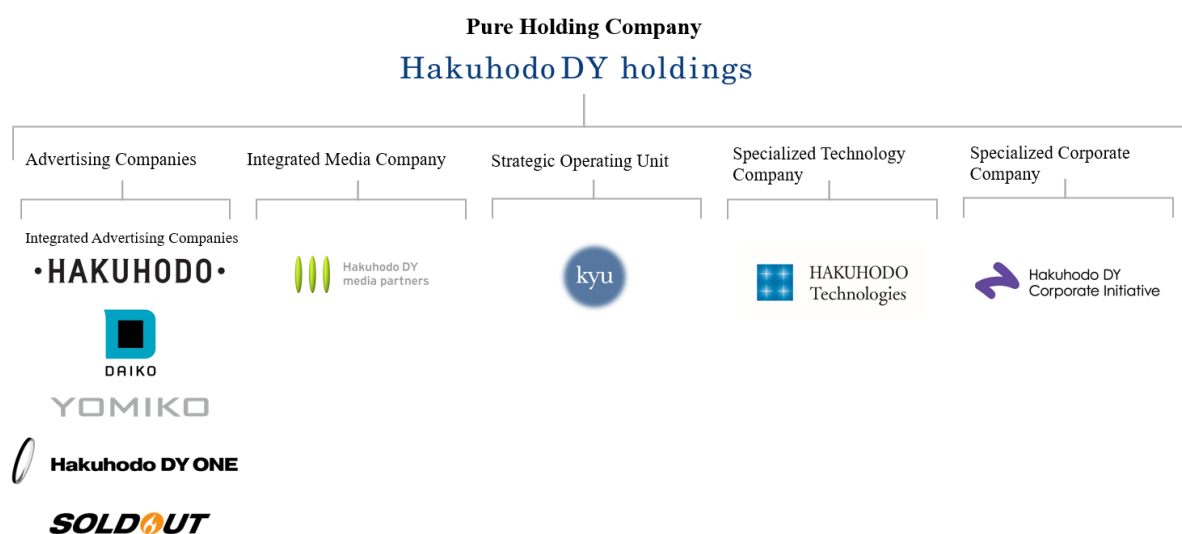 Pure Holding Company
Hakuhodo DY holdings
Advertising Companies
Integrated Media Company
Strategic Operating Unit
Specialized Technology
Company
Specialized Corporate
Company
Integrated Advertising Companies
•HAKUHODO•
Hakuhodo DY
media partners
kyu
HAKUHODO
Technologies
Hakuhodo DY
Corporate Initiative
DAIKO
YOMIKO
Hakuhodo DY ONE
SOLDOUT